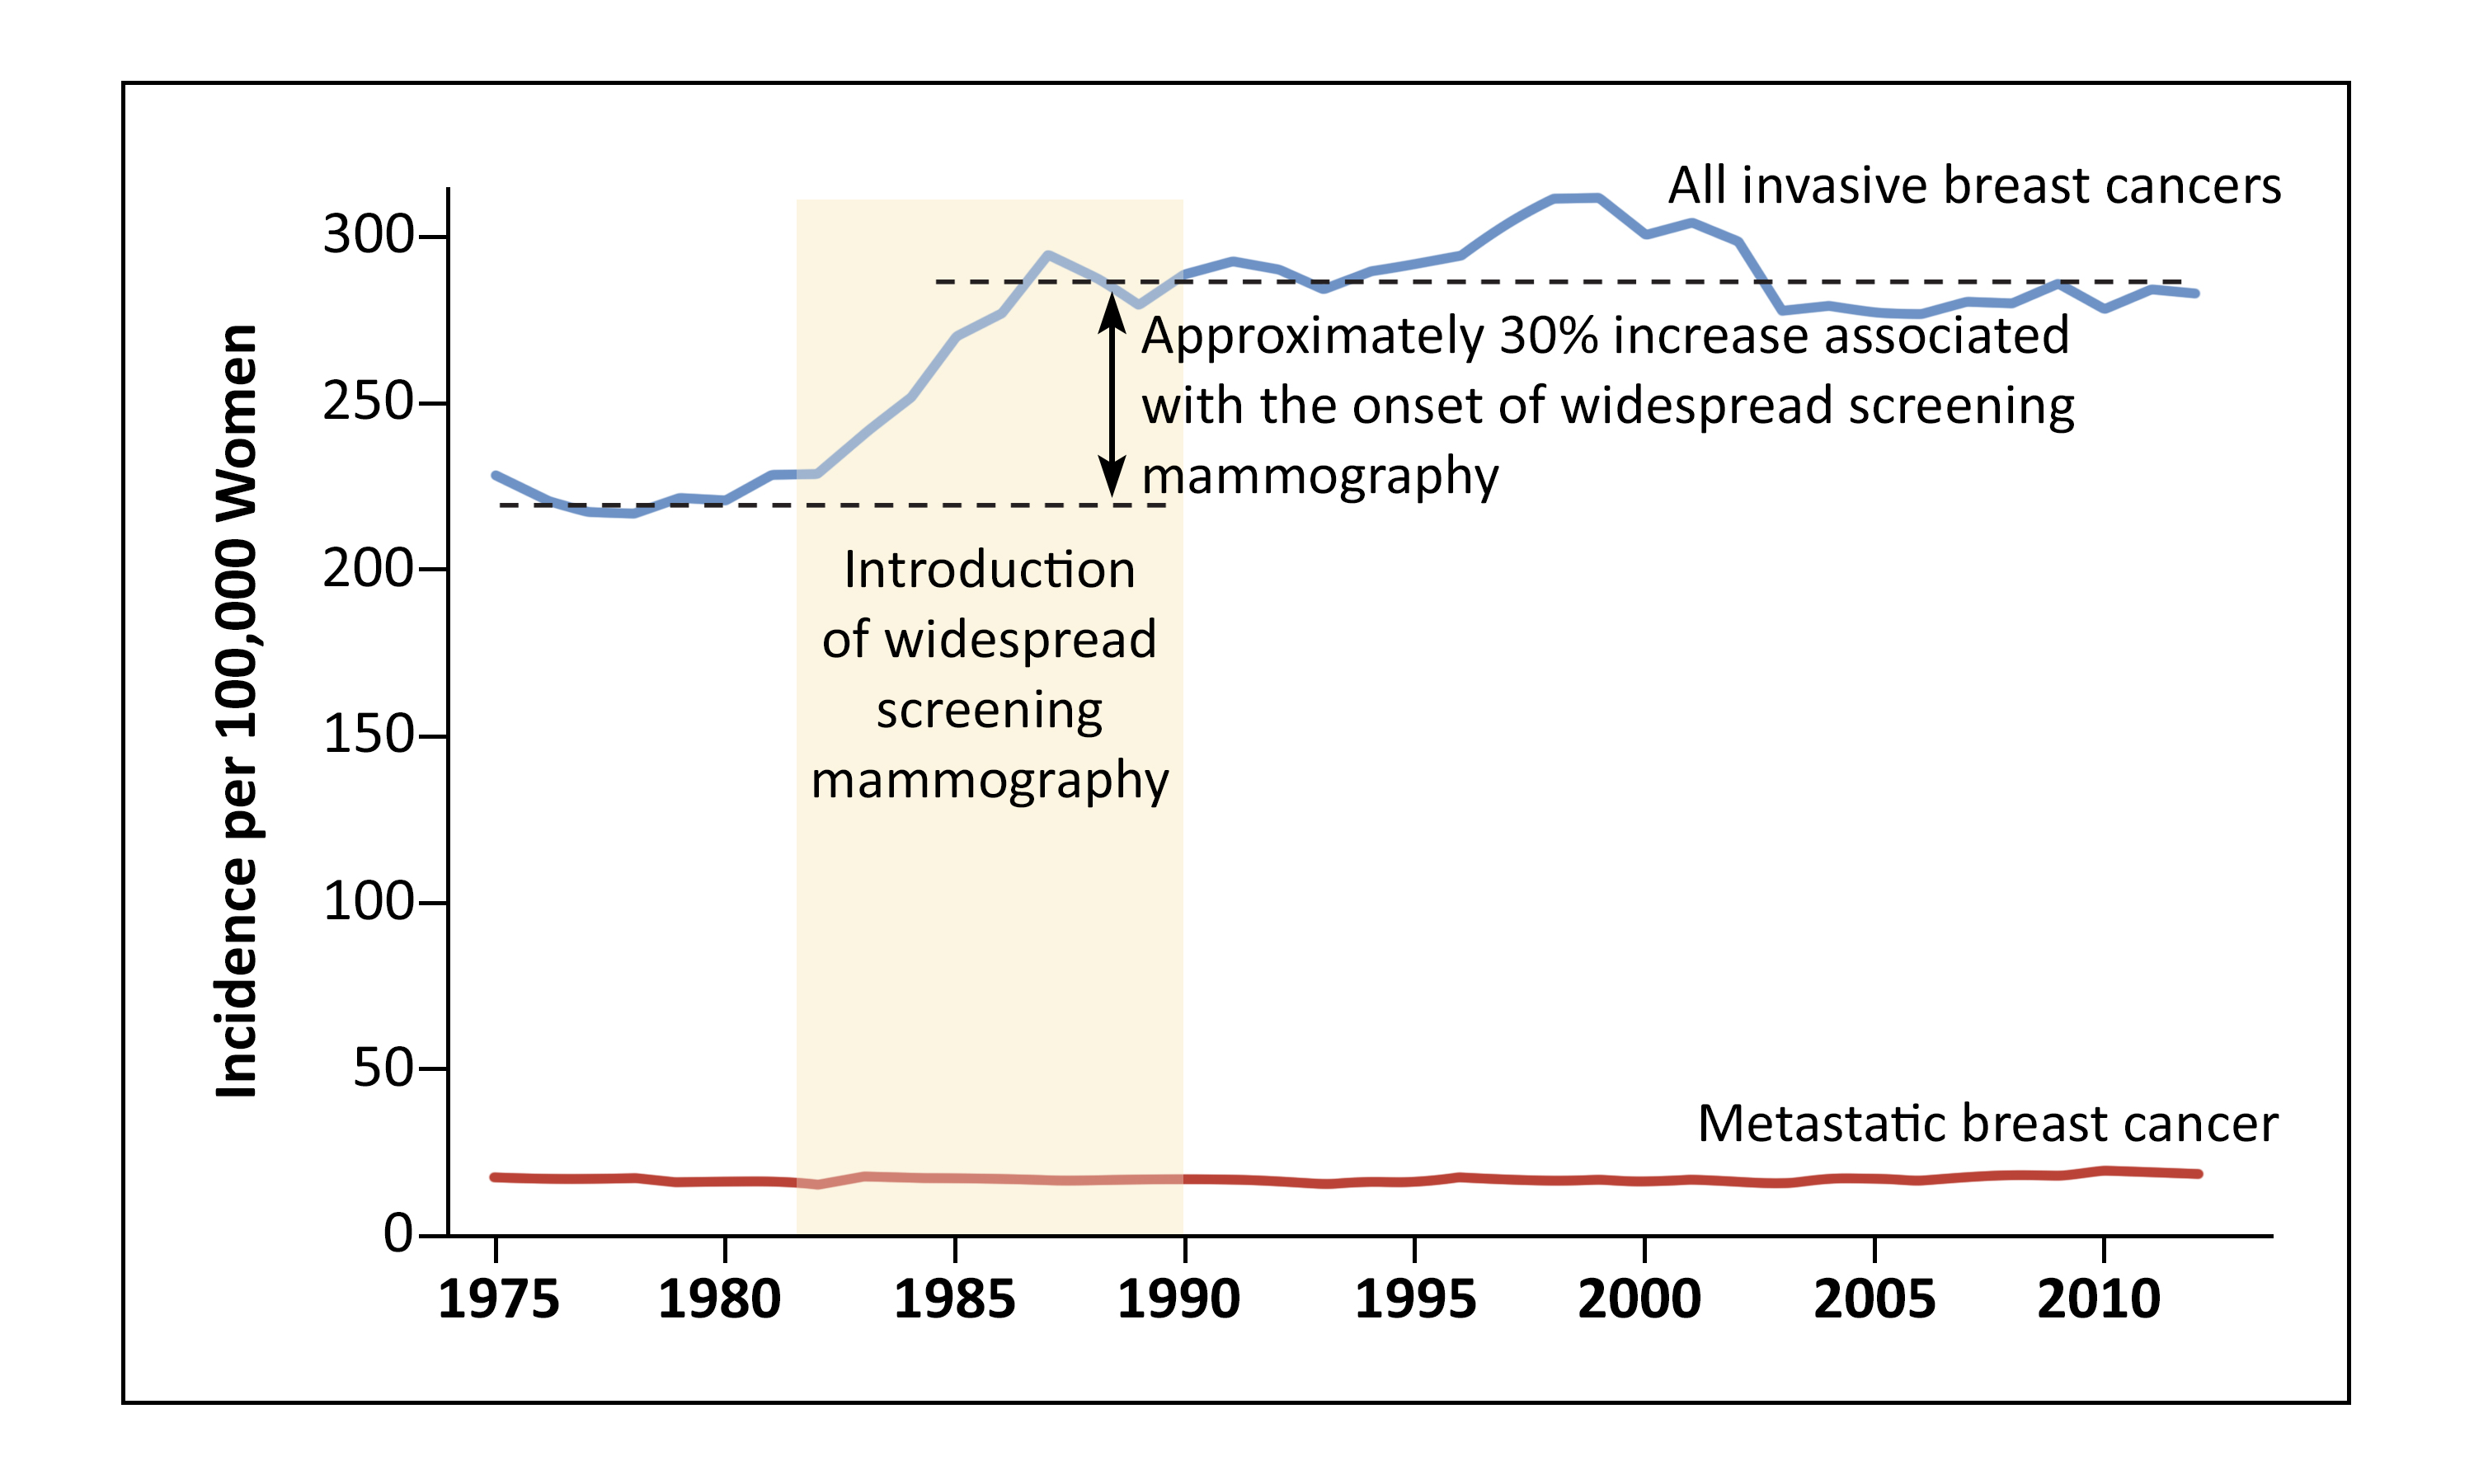 All invasive breast cancers
300
250
200
150
100
50
0
Incidence per 100,000 Women
Approximately 30% increase associated
with the onset of widespread screening
mammography
Introduction
of widespread
screening
mammography
Metastatic breast cancer
1975 1980 1985 1990 1995 2000 2005 2010